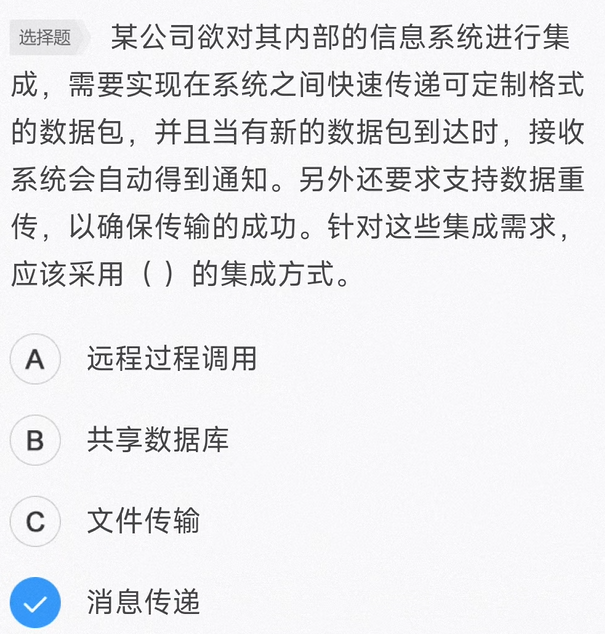 选择题 某公司欲对其内部的信息系统进行集
成，需要实现在系统之间快速传递可定制格式
的数据包，并且当有新的数据包到达时，接收
系统会自动得到通知。另外还要求支持数据重
传，以确保传输的成功。针对这些集成需求，
应该采用（ ）的集成方式。
A 远程过程调用
B 共享数据库
C 文件传输
消息传递